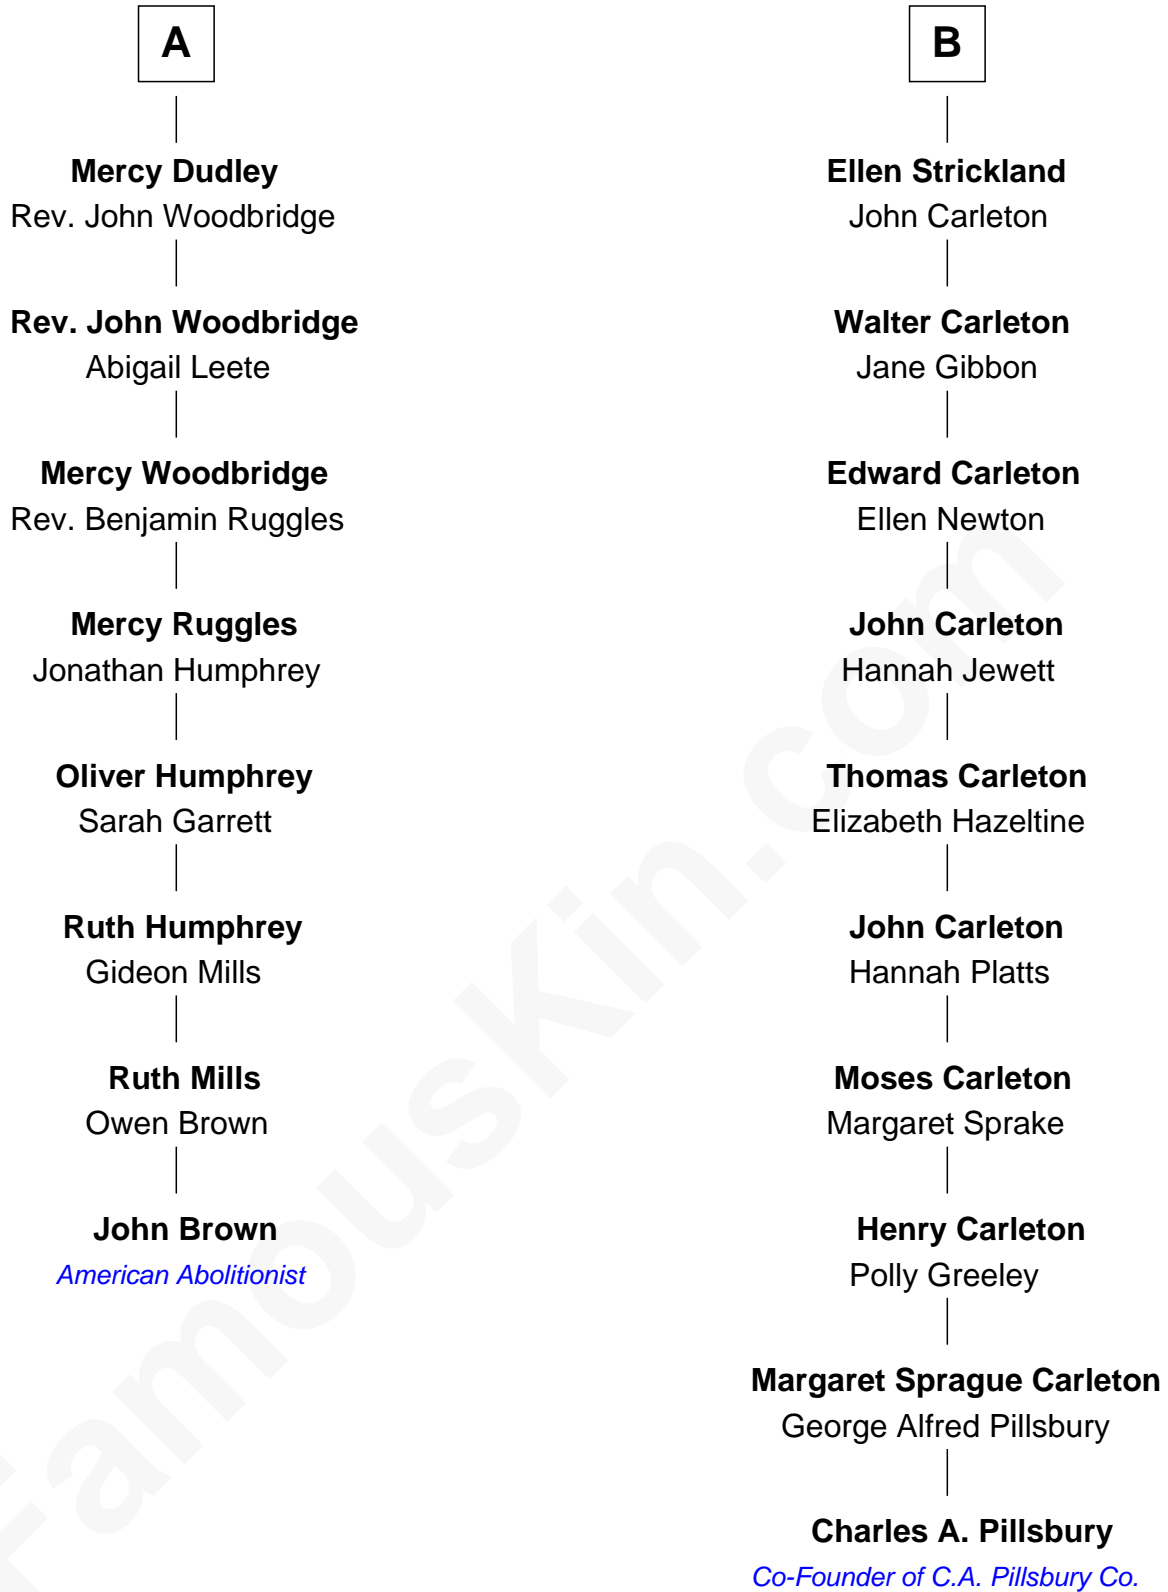 A
Mercy Dudley
Rev. John Woodbridge
Rev. John Woodbridge
Abigail Leete
Mercy Woodbridge
Rev. Benjamin Ruggles
Mercy Ruggles
Jonathan Humphrey
Oliver Humphrey
Sarah Garrett
Ruth Humphrey
Gideon Mills
Ruth Mills
Owen Brown
John Brown
American Abolitionist
B
Ellen Strickland
John Carleton
Walter Carleton
Jane Gibbon
Edward Carleton
Ellen Newton
John Carleton
Hannah Jewett
Thomas Carleton
Elizabeth Hazeltine
John Carleton
Hannah Platts
Moses Carleton
Margaret Sprake
Henry Carleton
Polly Greeley
Margaret Sprague Carleton
George Alfred Pillsbury
Charles A. Pillsbury
Co-Founder of C.A. Pillsbury Co.
FamousKin.com